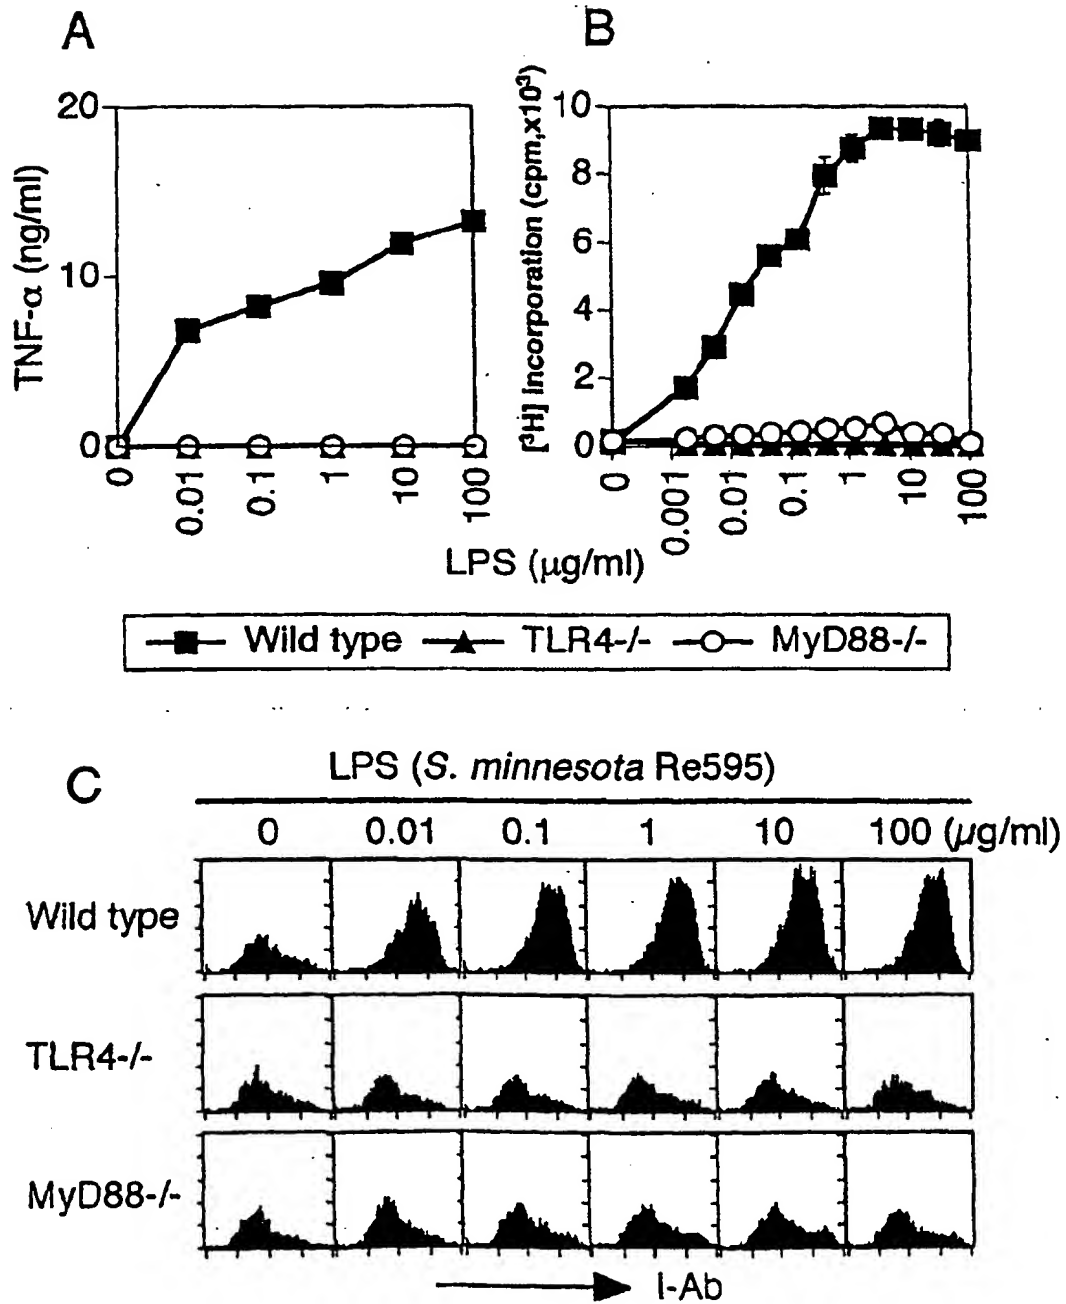 A
B
TNF-α (ng/ml)
20
10
0
0
0.01
0.1
1
10
100
[³H] Incorporation (cpm,x10³)
10
8
6
4
2
0
0
0.001
0.01
0.1
1
10
100
LPS (μg/ml)
Wild type TLR4-/- MyD88-/-
C
LPS (S. minnesota Re595)
0 0.01 0.1 1 10 100 (μg/ml)
Wild type
TLR4-/-
MyD88-/-
I-Ab